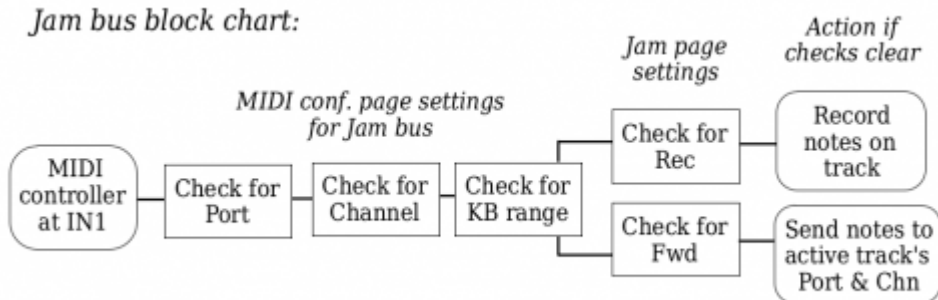 Jam bus block chart:
Jam page
settings
Action if
checks clear
MIDI conf. page settings
for Jam bus
MIDI
controller
at IN1
Check for
Port
Check for
Channel
Check for
KB range
Check for
Rec
Record
notes on
track
Check for
Fwd
Send notes to
active track's
Port & Chn